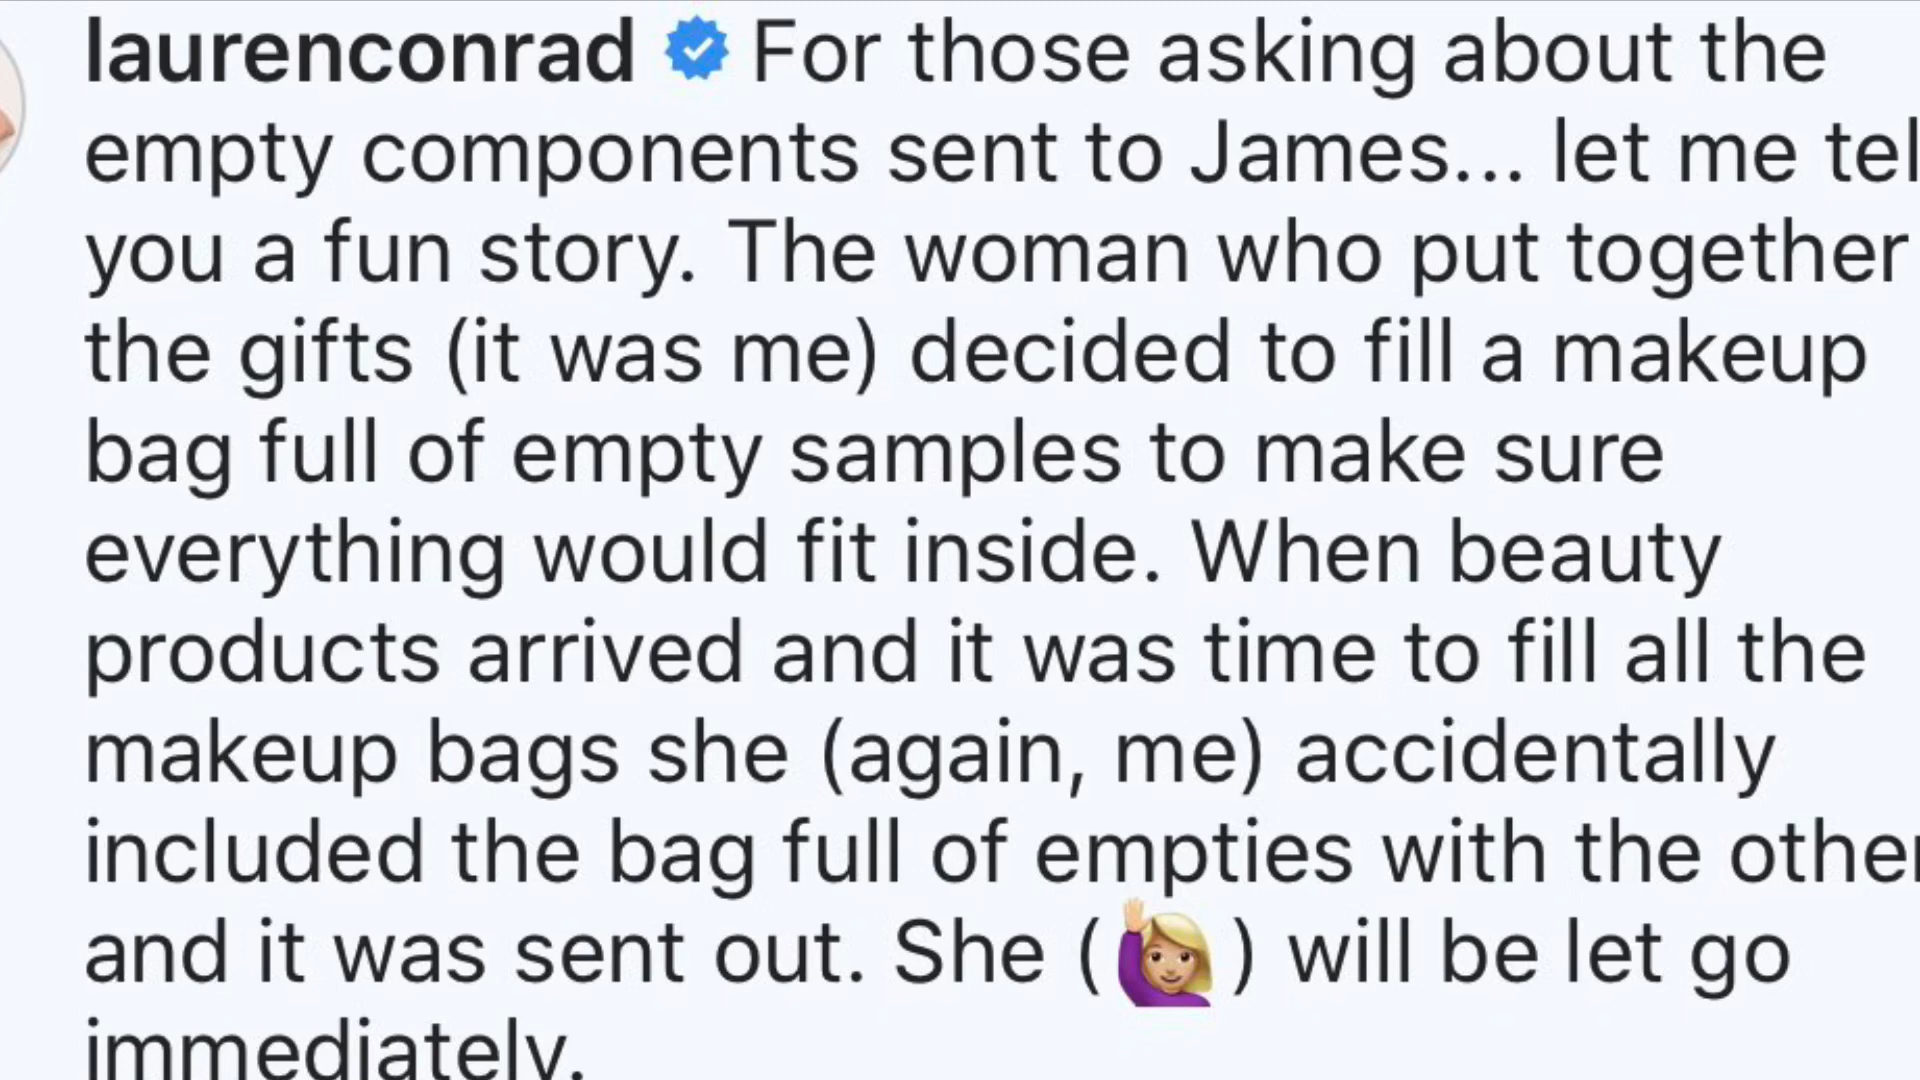 laurenconrad For those asking about the
empty components sent to James... let me tel
you a fun story. The woman who put together
the gifts (it was me) decided to fill a makeup
bag full of empty samples to make sure
everything would fit inside. When beauty
products arrived and it was time to fill all the
makeup bags she (again, me) accidentally
included the bag full of empties with the other
and it was sent out. She (🙋🏼‍♀️) will be let go
immediately.